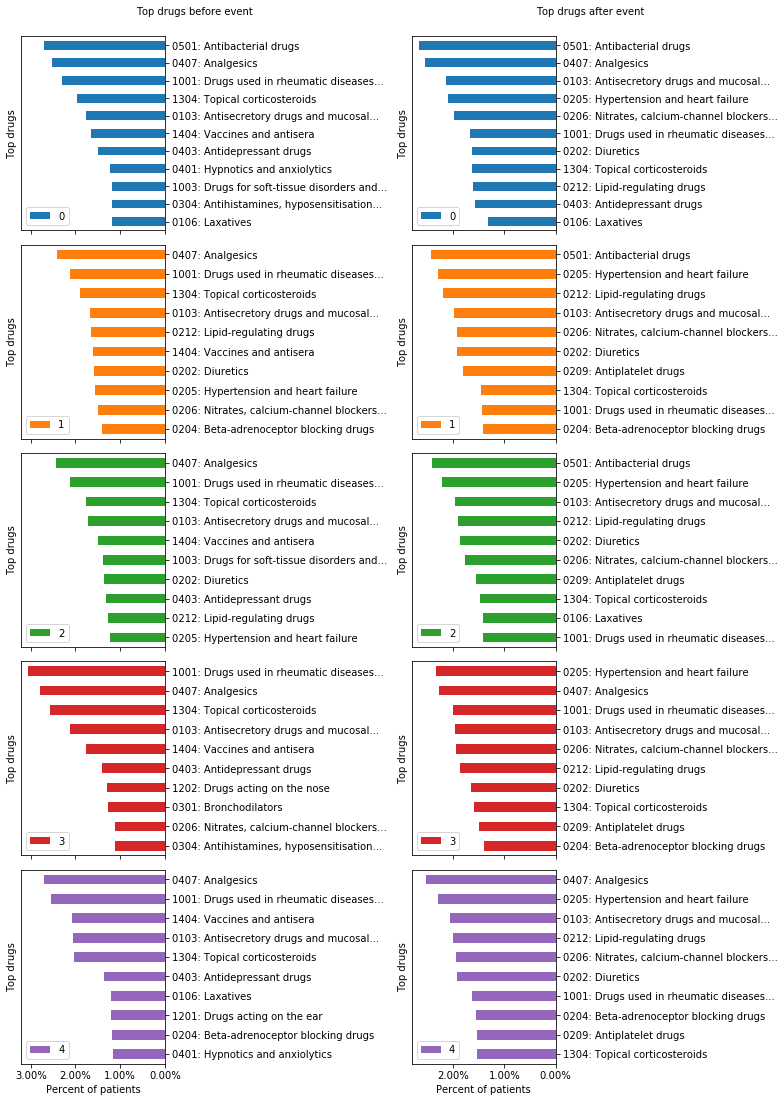 Top drugs before event
Top drugs after event
Top drugs
0501: Antibacterial drugs
0407: Analgesics
1001: Drugs used in rheumatic diseases...
1304: Topical corticosteroids
0103: Antisecretory drugs and mucosal...
1404: Vaccines and antisera
0403: Antidepressant drugs
0401: Hypnotics and anxiolytics
1003: Drugs for soft-tissue disorders and...
0304: Antihistamines, hyposensitisation...
0106: Laxatives
0
Top drugs
0501: Antibacterial drugs
0407: Analgesics
0103: Antisecretory drugs and mucosal...
0205: Hypertension and heart failure
0206: Nitrates, calcium-channel blockers...
1001: Drugs used in rheumatic diseases...
0202: Diuretics
1304: Topical corticosteroids
0212: Lipid-regulating drugs
0403: Antidepressant drugs
0106: Laxatives
0
Top drugs
0407: Analgesics
1001: Drugs used in rheumatic diseases...
1304: Topical corticosteroids
0103: Antisecretory drugs and mucosal...
0212: Lipid-regulating drugs
1404: Vaccines and antisera
0202: Diuretics
0205: Hypertension and heart failure
0206: Nitrates, calcium-channel blockers...
0204: Beta-adrenoceptor blocking drugs
1
Top drugs
0501: Antibacterial drugs
0205: Hypertension and heart failure
0212: Lipid-regulating drugs
0103: Antisecretory drugs and mucosal...
0206: Nitrates, calcium-channel blockers...
0202: Diuretics
0209: Antiplatelet drugs
1304: Topical corticosteroids
1001: Drugs used in rheumatic diseases...
0204: Beta-adrenoceptor blocking drugs
1
Top drugs
0407: Analgesics
1001: Drugs used in rheumatic diseases...
1304: Topical corticosteroids
0103: Antisecretory drugs and mucosal...
1404: Vaccines and antisera
1003: Drugs for soft-tissue disorders and...
0202: Diuretics
0403: Antidepressant drugs
0212: Lipid-regulating drugs
0205: Hypertension and heart failure
2
Top drugs
0501: Antibacterial drugs
0205: Hypertension and heart failure
0103: Antisecretory drugs and mucosal...
0212: Lipid-regulating drugs
0202: Diuretics
0206: Nitrates, calcium-channel blockers...
0209: Antiplatelet drugs
1304: Topical corticosteroids
0106: Laxatives
1001: Drugs used in rheumatic diseases...
2
Top drugs
1001: Drugs used in rheumatic diseases...
0407: Analgesics
1304: Topical corticosteroids
0103: Antisecretory drugs and mucosal...
1404: Vaccines and antisera
0403: Antidepressant drugs
1202: Drugs acting on the nose
0301: Bronchodilators
0206: Nitrates, calcium-channel blockers...
0304: Antihistamines, hyposensitisation...
3
Top drugs
0205: Hypertension and heart failure
0407: Analgesics
1001: Drugs used in rheumatic diseases...
0103: Antisecretory drugs and mucosal...
0206: Nitrates, calcium-channel blockers...
0212: Lipid-regulating drugs
0202: Diuretics
1304: Topical corticosteroids
0209: Antiplatelet drugs
0204: Beta-adrenoceptor blocking drugs
3
Top drugs
0407: Analgesics
1001: Drugs used in rheumatic diseases...
1404: Vaccines and antisera
0103: Antisecretory drugs and mucosal...
1304: Topical corticosteroids
0403: Antidepressant drugs
0106: Laxatives
1201: Drugs acting on the ear
0204: Beta-adrenoceptor blocking drugs
0401: Hypnotics and anxiolytics
4
3.00% 2.00% 1.00% 0.00%
Percent of patients
Top drugs
0407: Analgesics
0205: Hypertension and heart failure
0103: Antisecretory drugs and mucosal...
0212: Lipid-regulating drugs
0206: Nitrates, calcium-channel blockers...
0202: Diuretics
1001: Drugs used in rheumatic diseases...
0204: Beta-adrenoceptor blocking drugs
0209: Antiplatelet drugs
1304: Topical corticosteroids
4
2.00% 1.00% 0.00%
Percent of patients